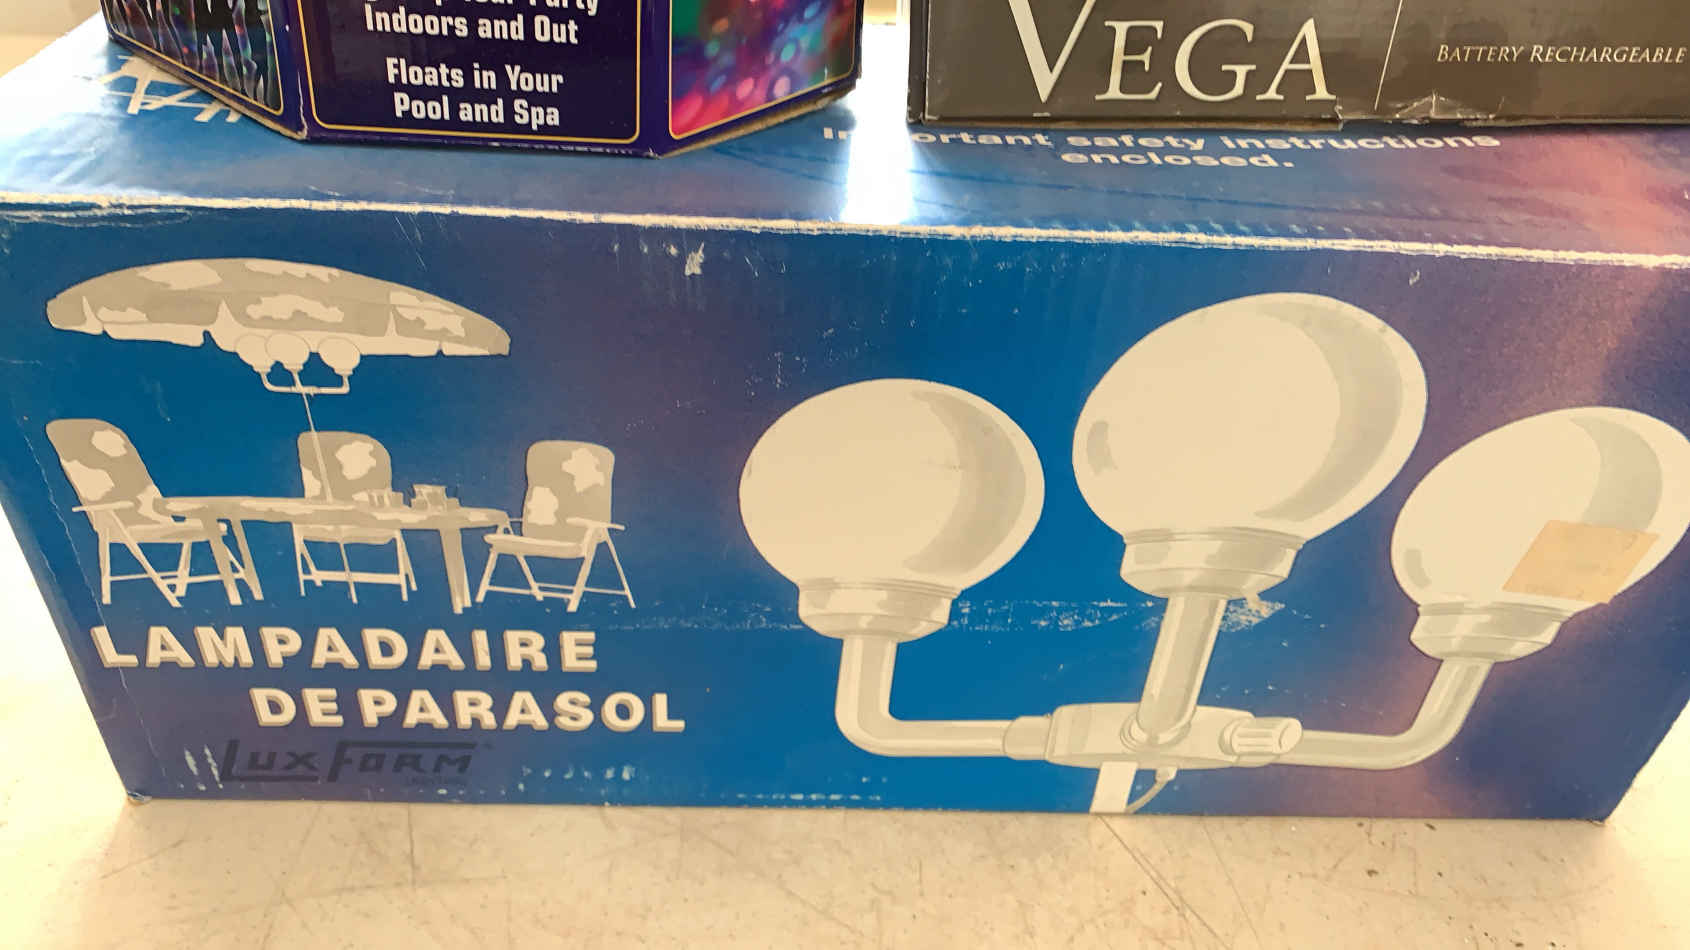 Indoors and Out
Floats in Your
Pool and Spa
VEGA
BATTERY RECHARGEABLE
Important safety instructions
enclosed.
LAMPADAIRE
DE PARASOL
LUX FORM